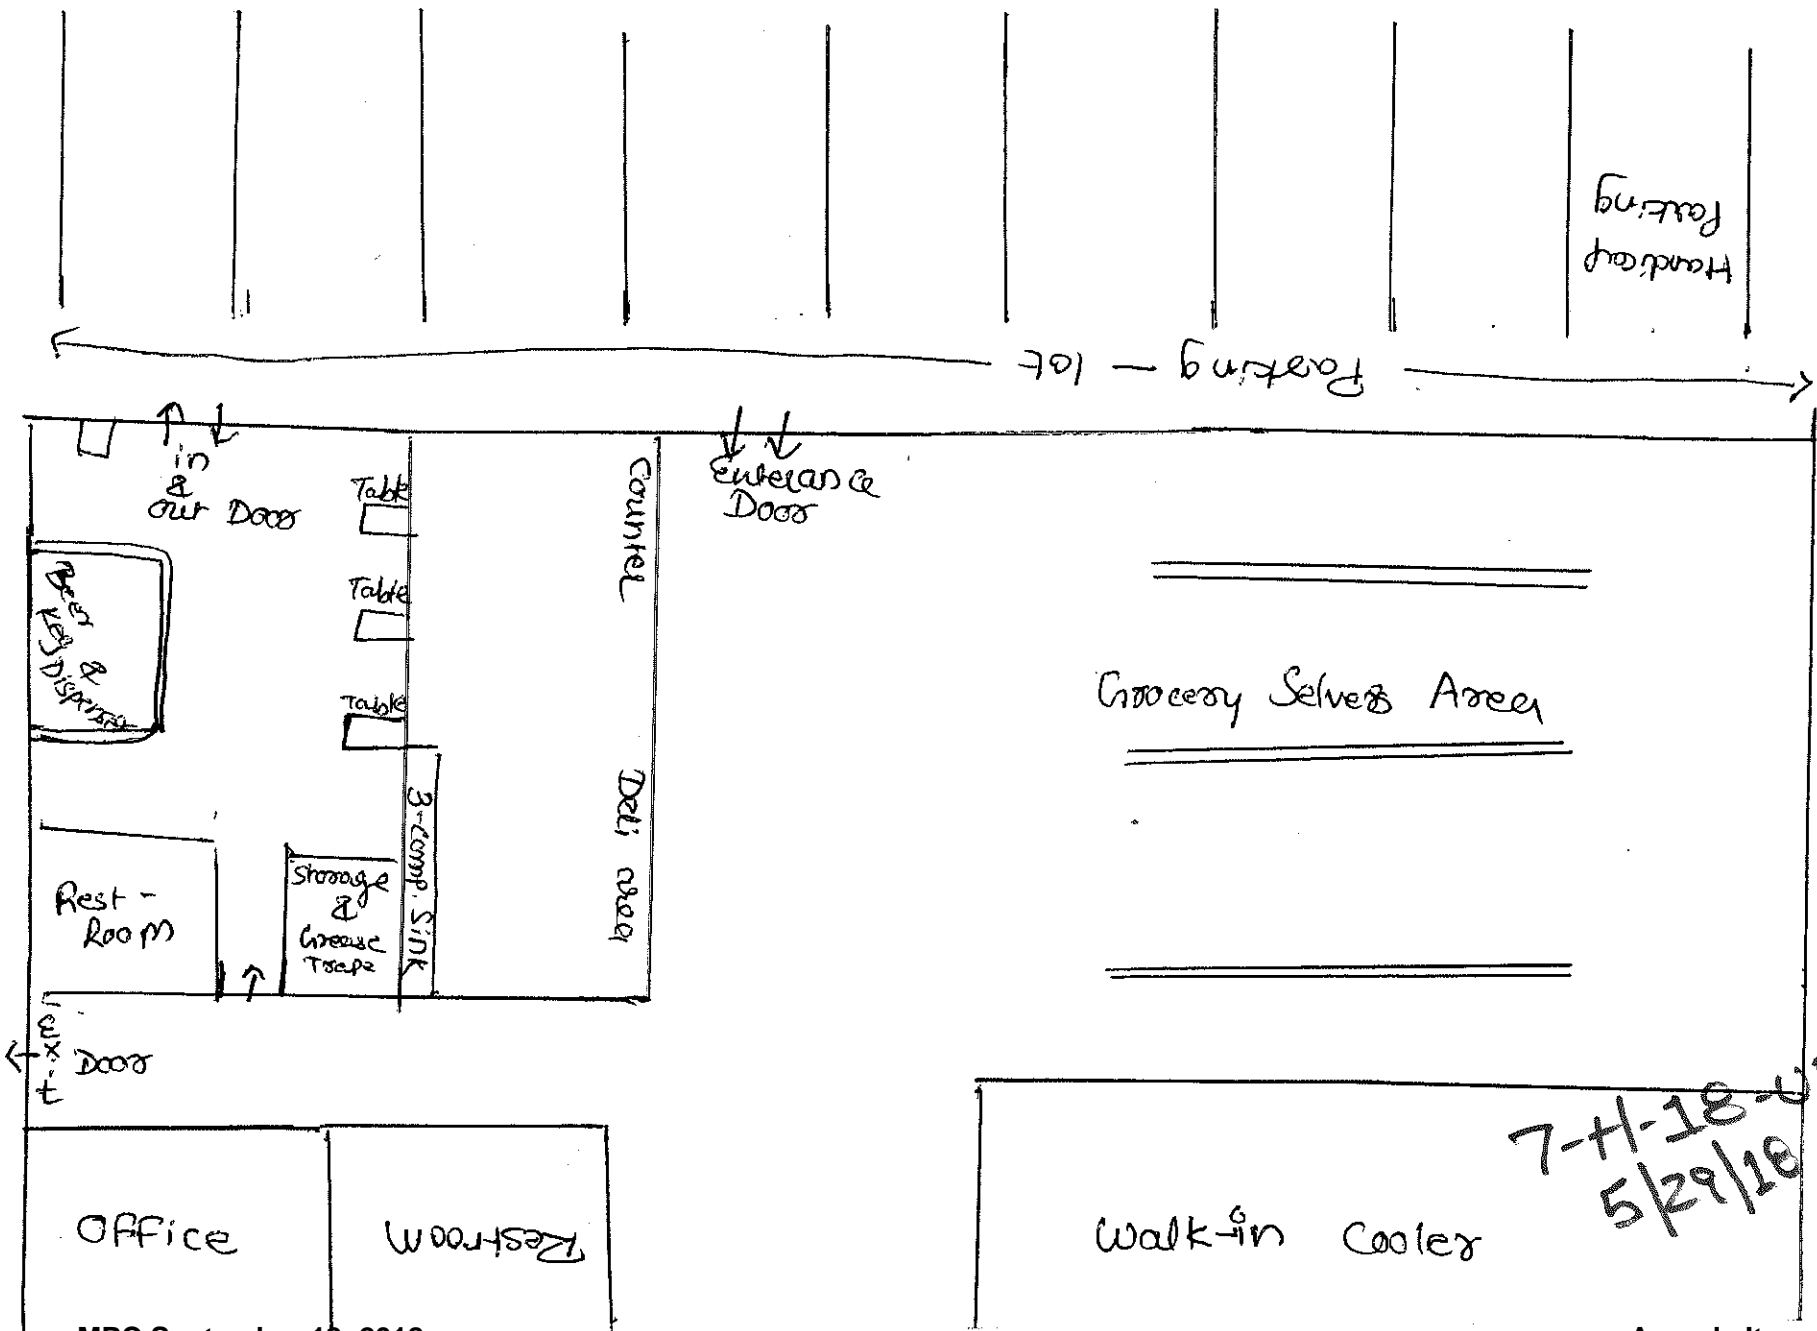 Handicap
Parking
Parking - lot
in
&
out Door
Enterance
Door
Table
Table
Table
Counter
Beer
Keg &
Dispenser
Grocery Selves Area
3-Comp. Sink
Deli area
Rest-
Room
Storage
&
Grease
Trape
Exit
Door
7-H-18-U
5/29/18
Office
Restroom
Walk-in Cooler